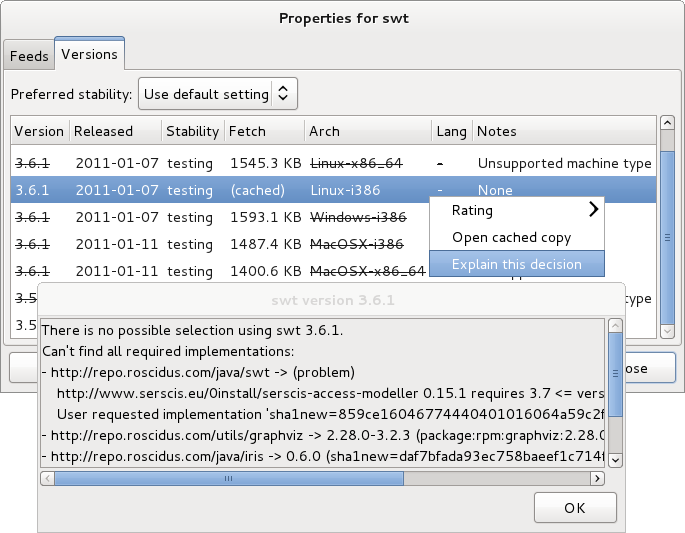 Properties for swt
Feeds Versions
Preferred stability: Use default setting
Version Released Stability Fetch Arch Lang Notes
3.6.1 2011-01-07 testing 1545.3 KB Linux-x86_64 - Unsupported machine type
3.6.1 2011-01-07 testing (cached) Linux-i386 - None
3.6.1 2011-01-07 testing 1593.1 KB Windows-i386
3.6.1 2011-01-11 testing 1487.4 KB MacOSX-i386
3.6.1 2011-01-11 testing 1400.6 KB MacOSX-x86_64
Rating
Open cached copy
Explain this decision
3.5 type
3.5
swt version 3.6.1
There is no possible selection using swt 3.6.1.
Can't find all required implementations:
- http://repo.roscidus.com/java/swt -> (problem)
http://www.serscis.eu/0install/serscis-access-modeller 0.15.1 requires 3.7 <= vers
User requested implementation 'sha1new=859ce16046774440401016064a59c2f
- http://repo.roscidus.com/utils/graphviz -> 2.28.0-3.2.3 (package:rpm:graphviz:2.28.0
- http://repo.roscidus.com/java/iris -> 0.6.0 (sha1new=daf7bfada93ec758baeef1c714f
OK
ose